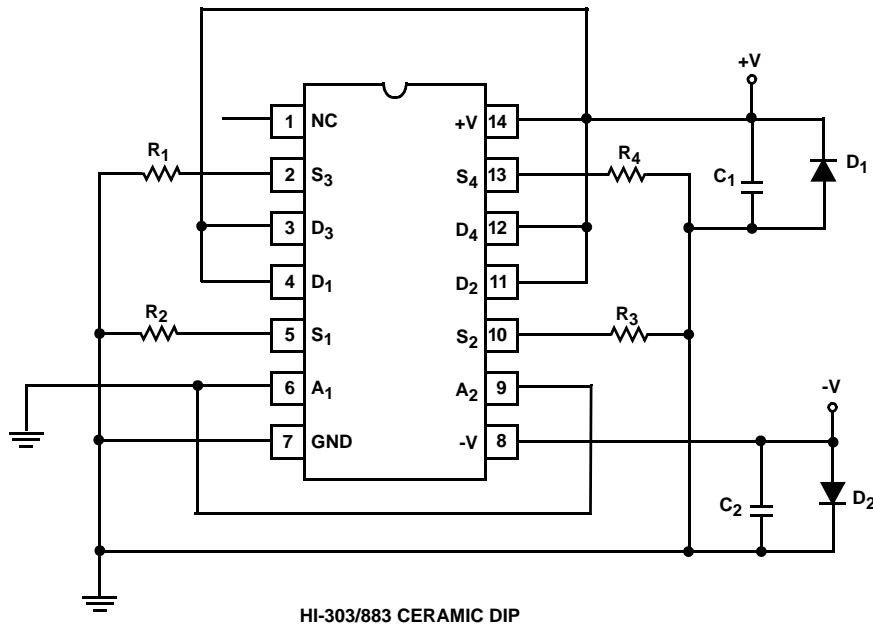 +V
1 NC +V 14
R1 R4
2 S3 S4 13
C1 D1
3 D3 D4 12
4 D1 D2 11
R2 R3
5 S1 S2 10
6 A1 A2 9
-V
7 GND -V 8
C2 D2
HI-303/883 CERAMIC DIP